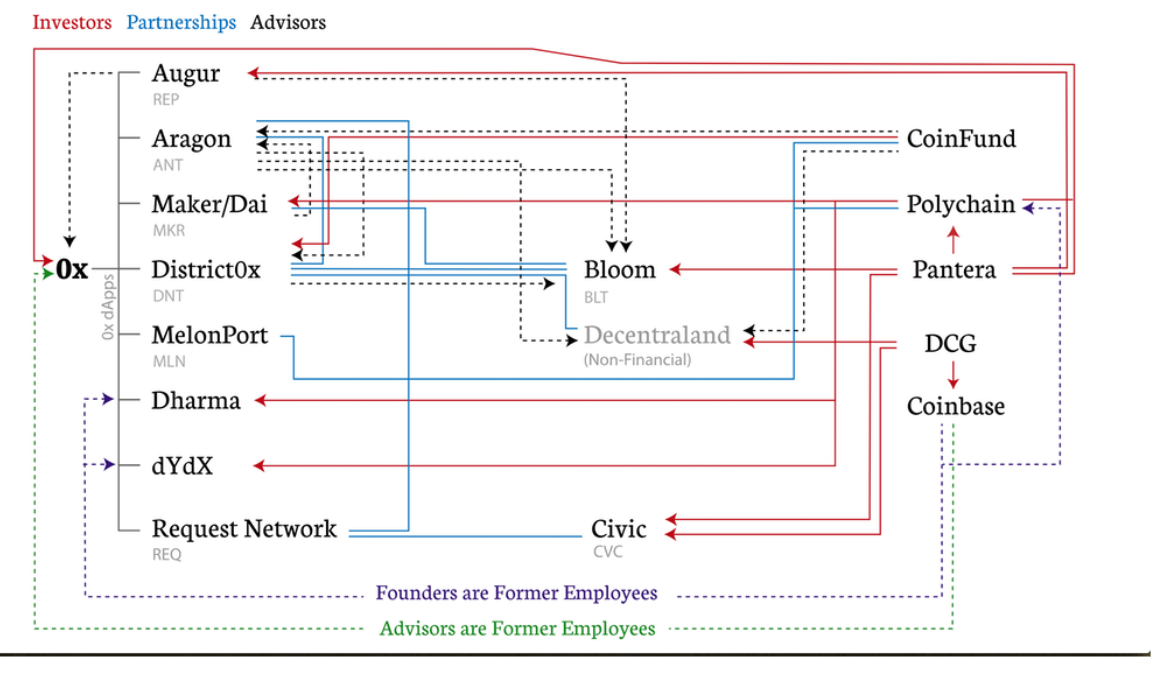 Investors Partnerships Advisors
Augur
REP
Aragon
ANT
CoinFund
Maker/Dai
MKR
Polychain
0x
0x dApps
District0x
DNT
Bloom
BLT
Pantera
MelonPort
MLN
Decentraland
(Non-Financial)
DCG
Dharma
Coinbase
dYdX
Request Network
REQ
Civic
CVC
Founders are Former Employees
Advisors are Former Employees